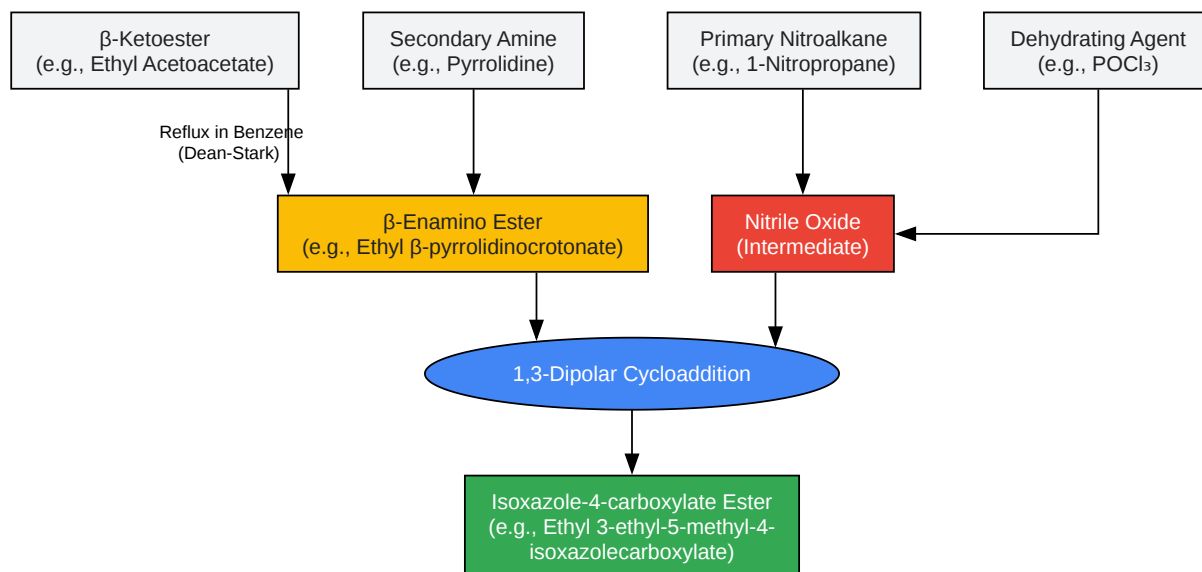 β-Ketoester
(e.g., Ethyl Acetoacetate)
Secondary Amine
(e.g., Pyrrolidine)
Primary Nitroalkane
(e.g., 1-Nitropropane)
Dehydrating Agent
(e.g., POCl₃)
Reflux in Benzene
(Dean-Stark)
β-Enamino Ester
(e.g., Ethyl β-pyrrolidinocrotonate)
Nitrile Oxide
(Intermediate)
1,3-Dipolar Cycloaddition
Isoxazole-4-carboxylate Ester
(e.g., Ethyl 3-ethyl-5-methyl-4-
isoxazolecarboxylate)